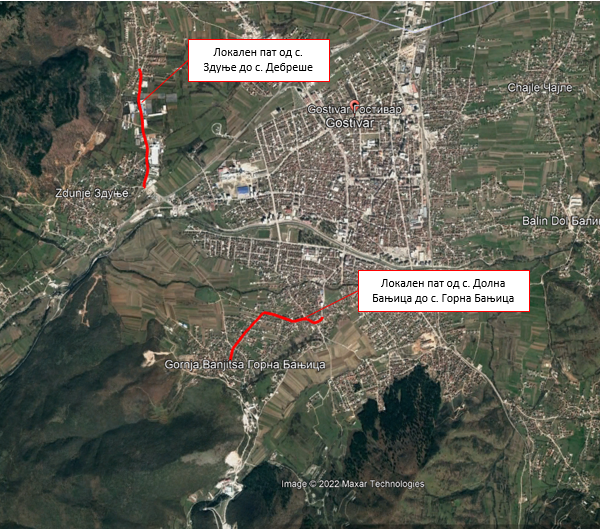 Локален пат од с.
Здуње до с. Дебреше
Chajle Чајле
Gostivar Гостивар
Gostivar
Zdunje Здуње
Balin Dol Бали
Локален пат од с. Долна
Бањица до с. Горна Бањица
Gornja Banjitsa Горна Бањица
Image © 2022 Maxar Technologies